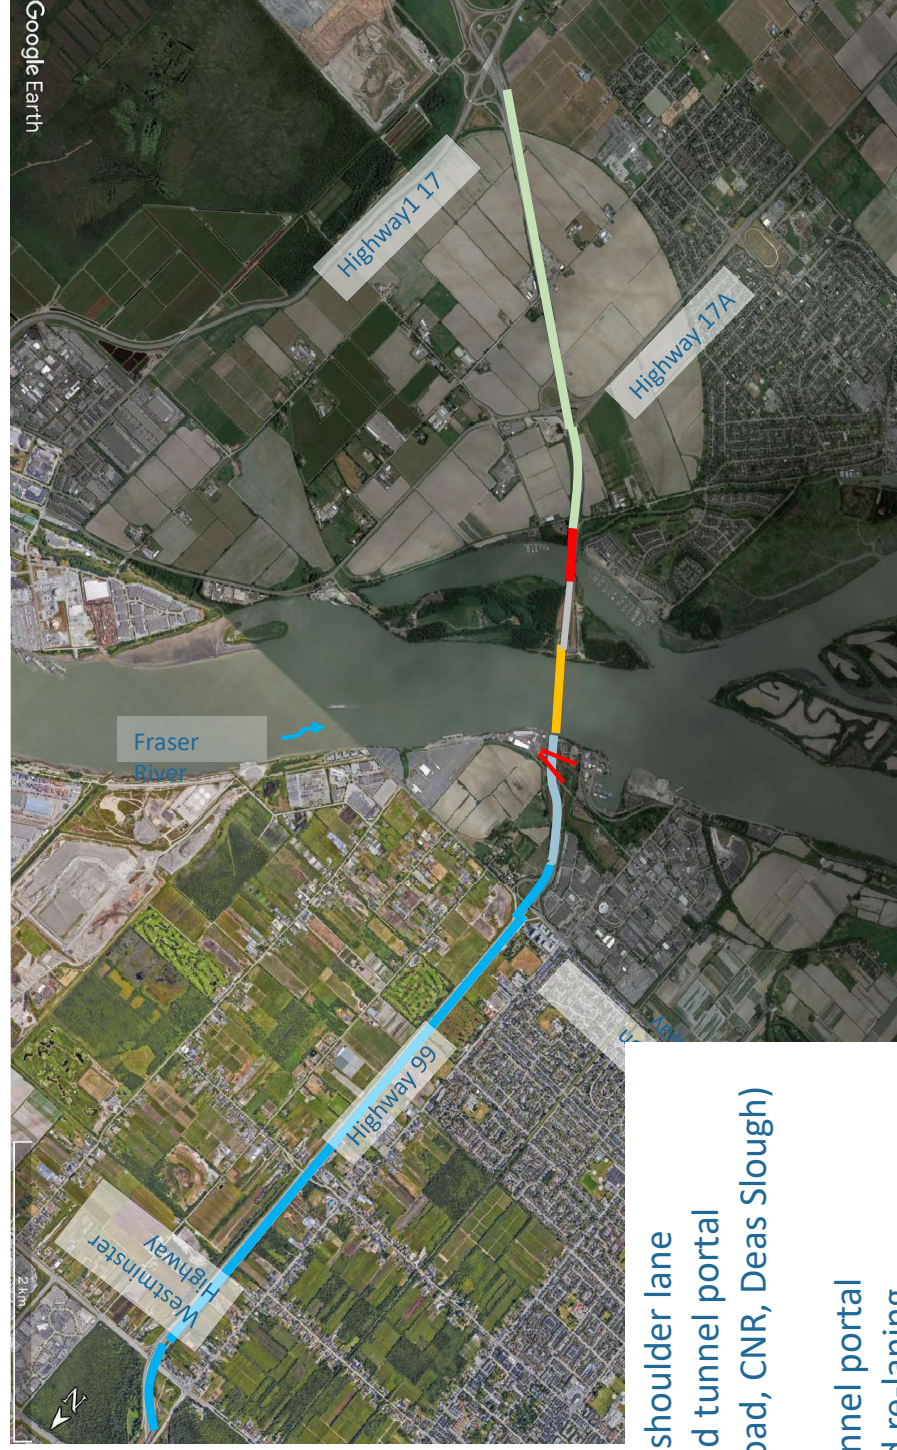 Google Earth
Highway1 17
Highway 17A
Fraser
River
Highway 99
Westminster
Highway
2 km
N
shoulder lane
d tunnel portal
oad, CNR, Deas Slough)
nnel portal